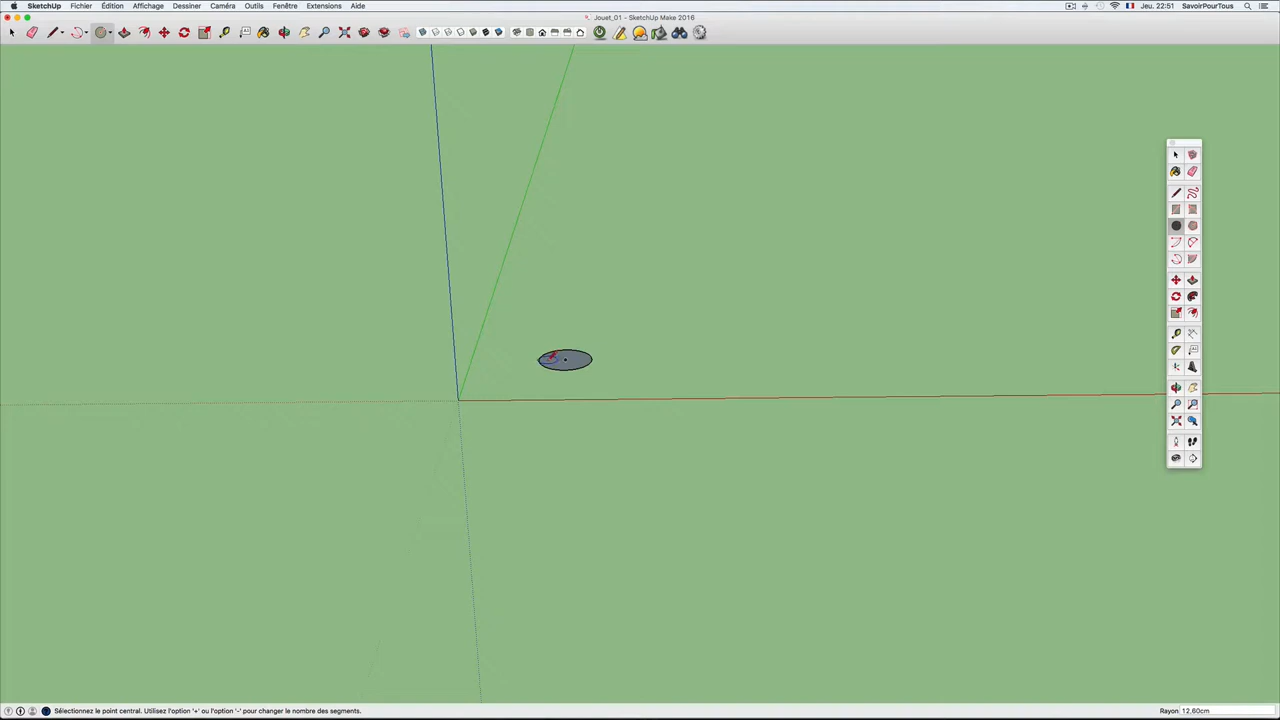 SketchUp Fichier Édition Affichage Dessiner Caméra Outils Fenêtre Extensions Aide Jeu. 22:51 SavoirPourTous
Jouet_01 - SketchUp Make 2016
Sélectionnez le point central. Utilisez l'option '+' ou l'option '-' pour changer le nombre des segments. Rayon 12,60cm